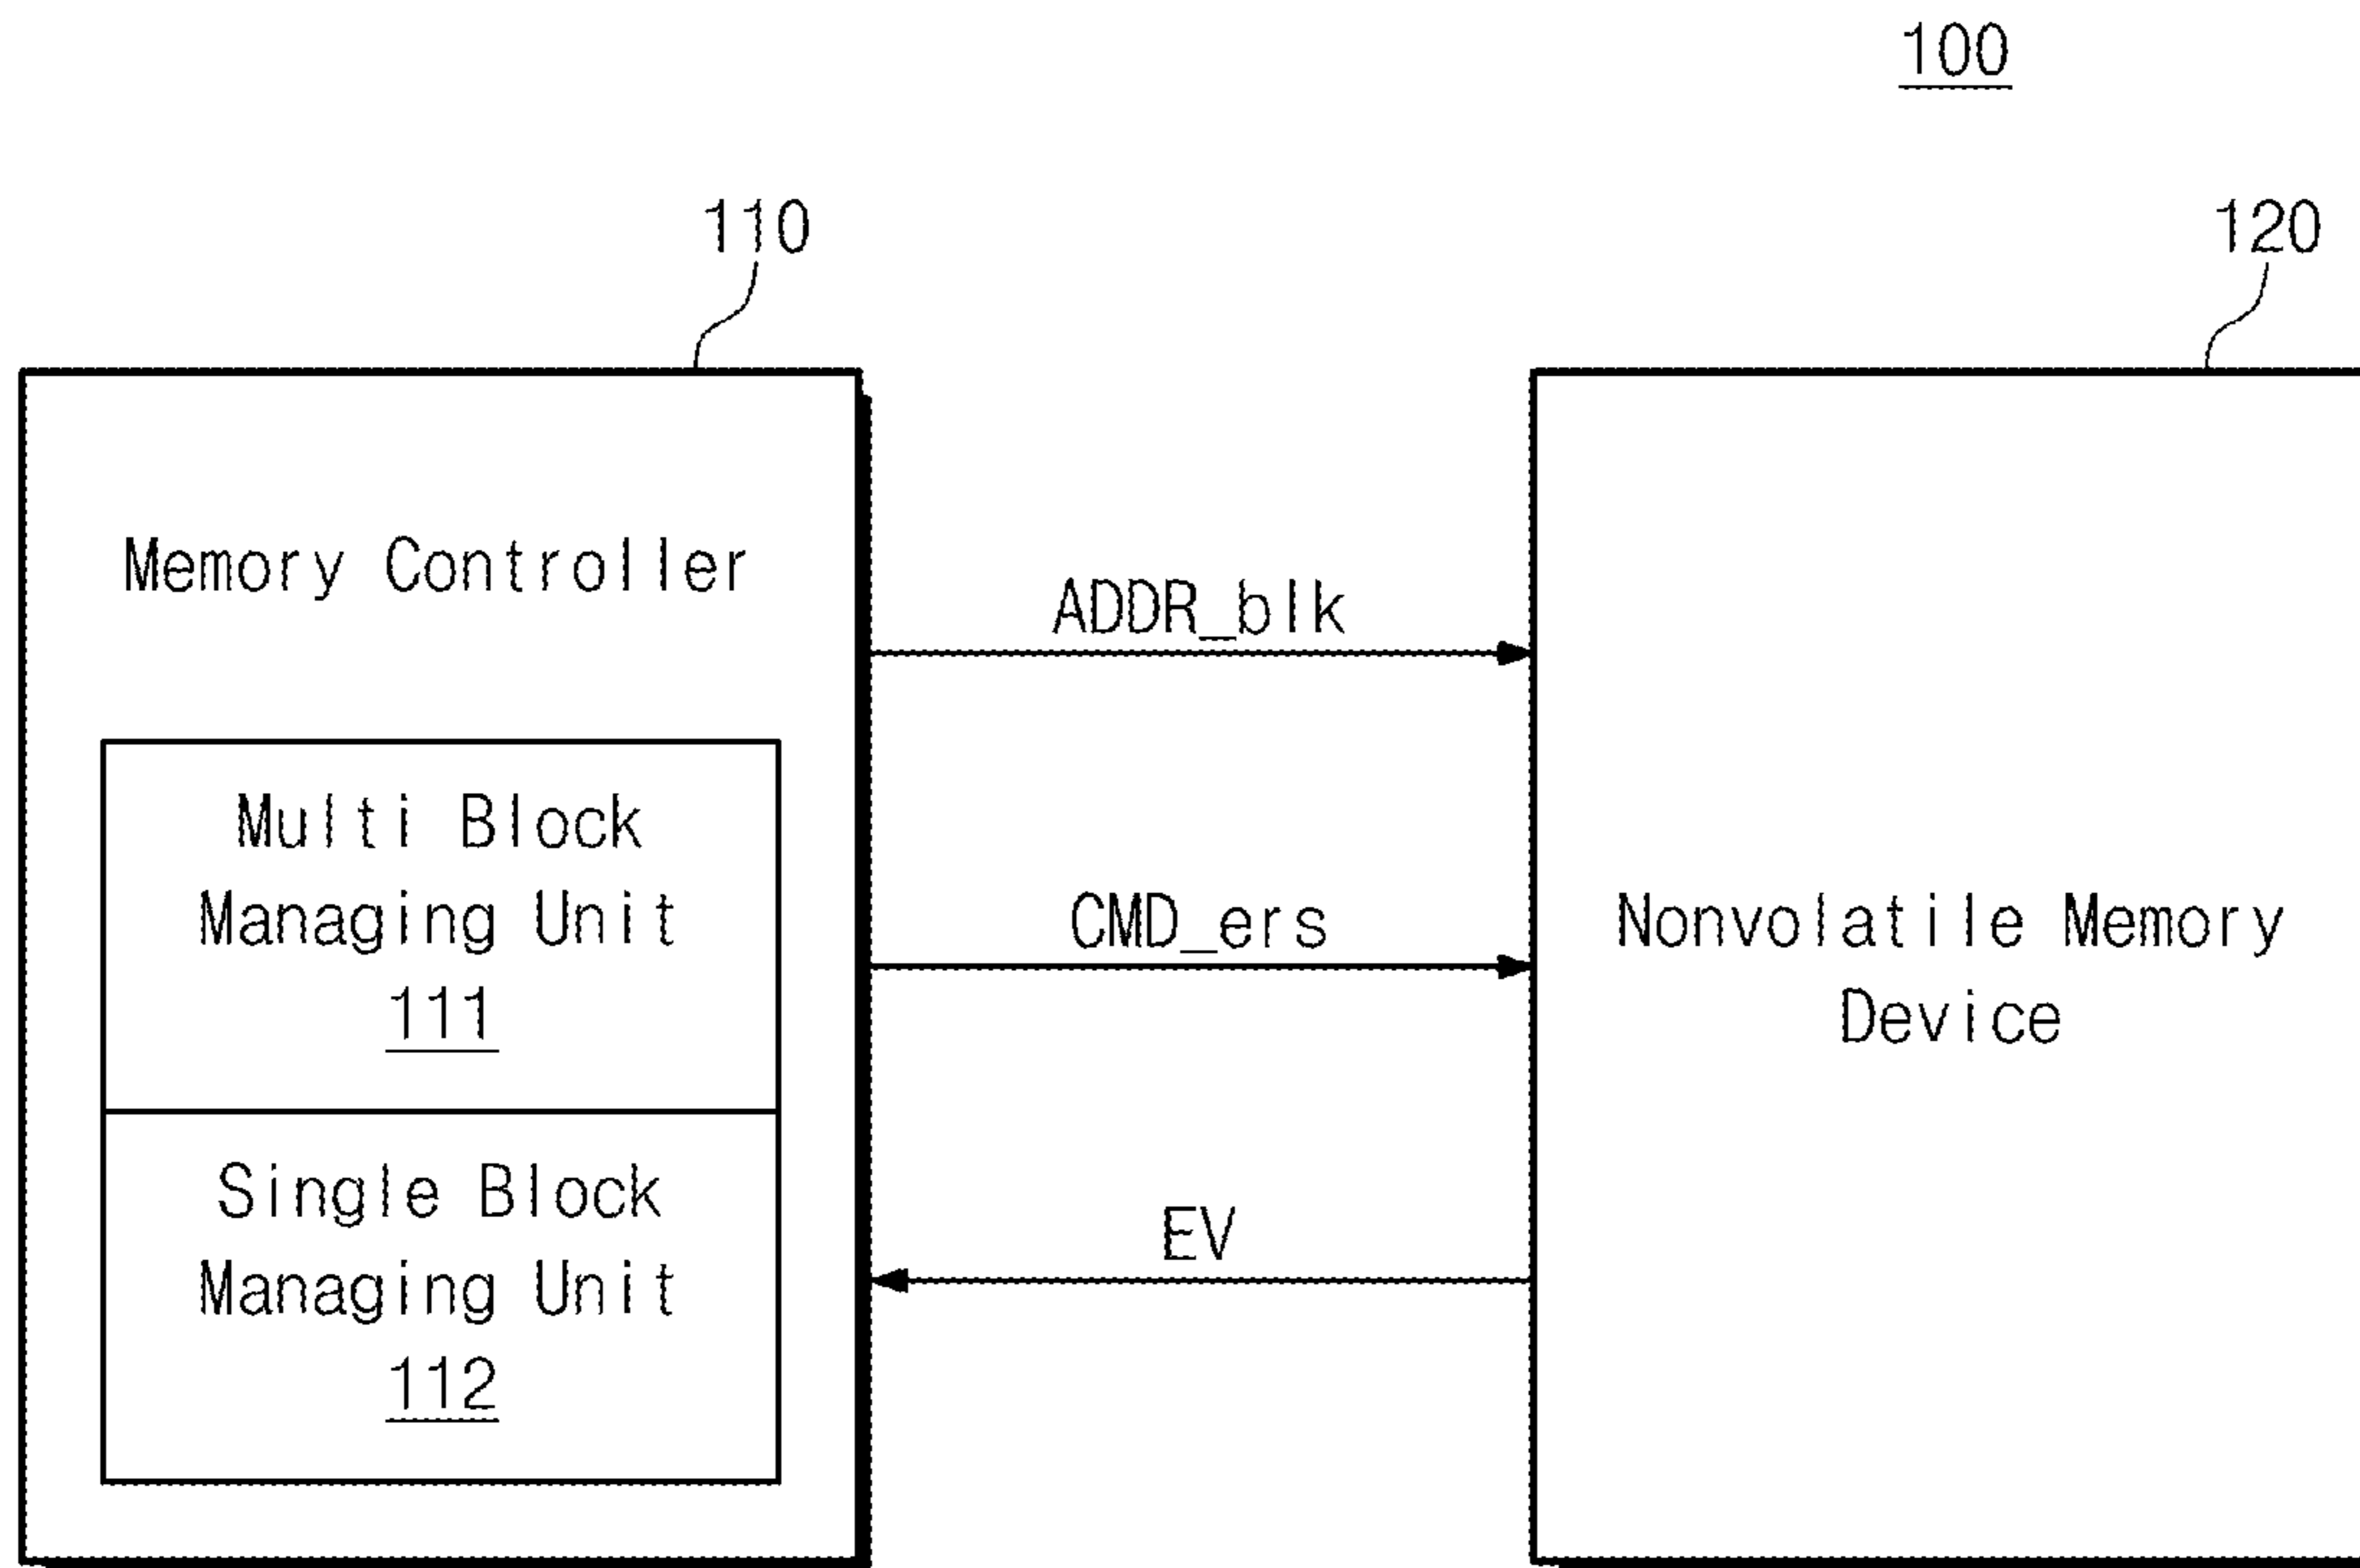 100
110
120
Memory Controller
ADDR_blk
Multi Block
Managing Unit
111
CMD_ers
Nonvolatile Memory
Device
Single Block
Managing Unit
112
EV